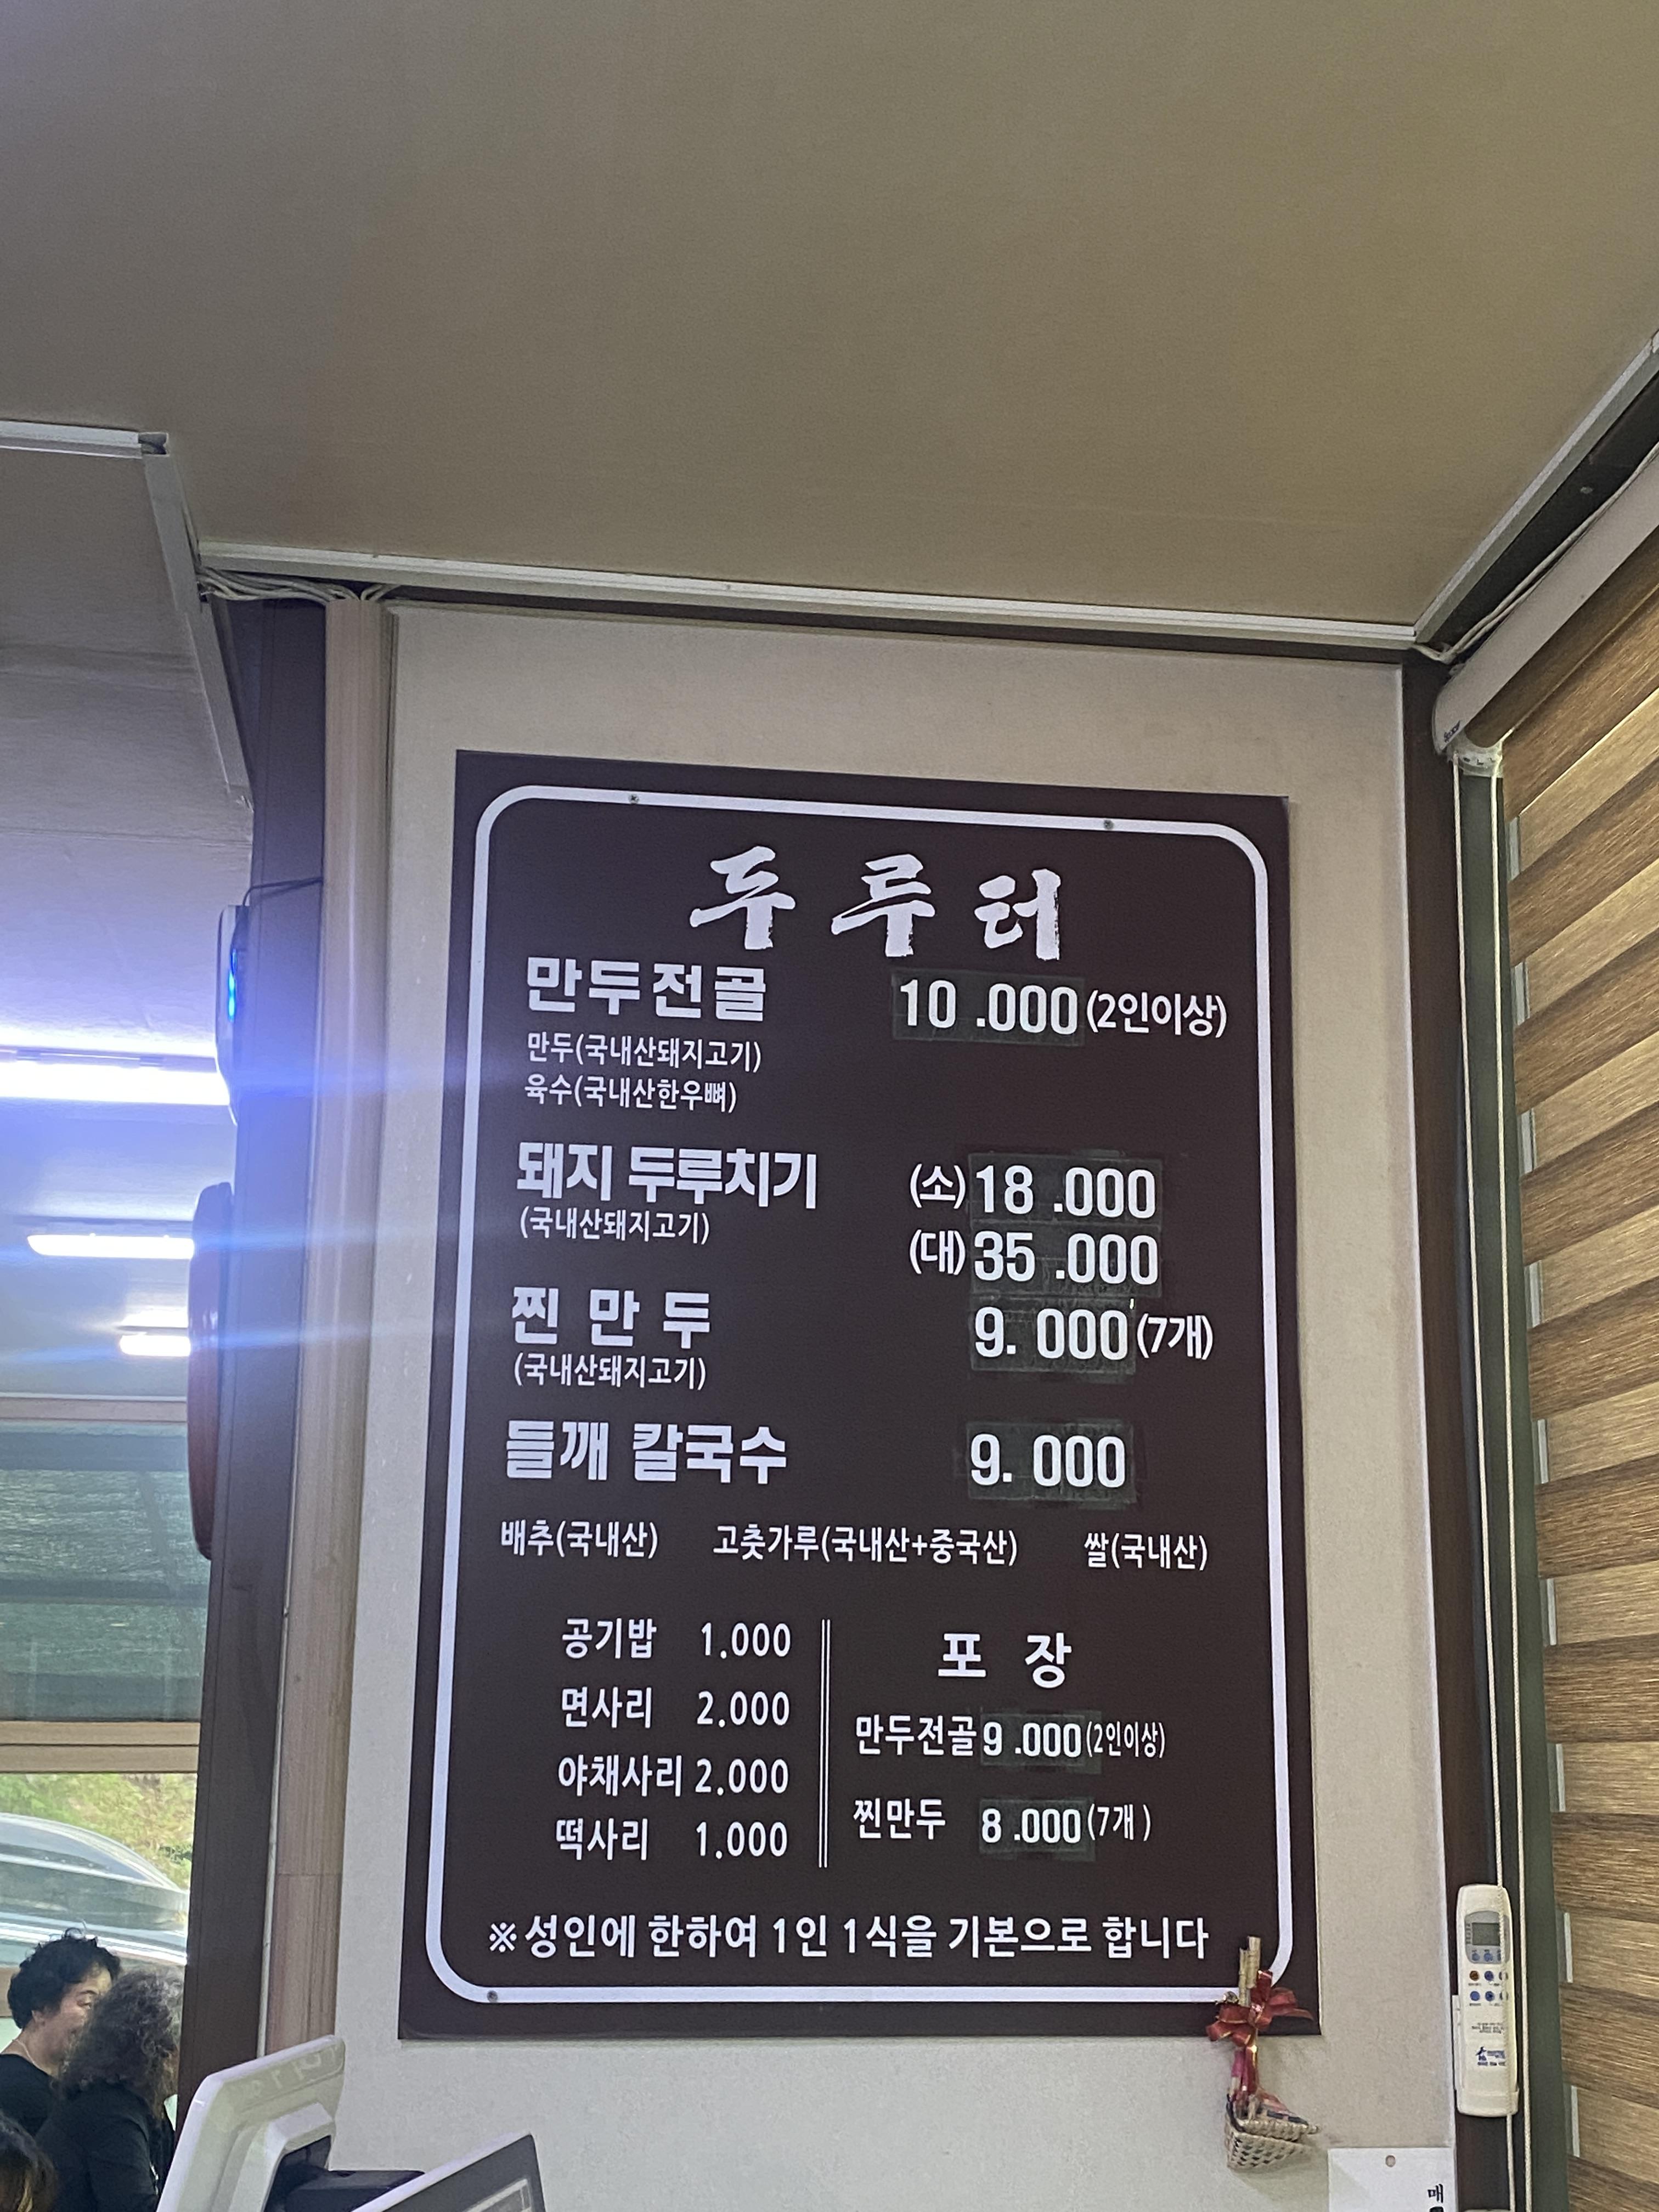 두루터
만두전골 10 .000(2인이상)
만두(국내산돼지고기)
육수(국내산한우뼈)
돼지 두루치기 (소)18 .000
(국내산돼지고기)
(대)35 .000
찐만두 9. 000(7개)
(국내산돼지고기)
들깨 칼국수 9. 000
배추(국내산) 고춧가루(국내산+중국산) 쌀(국내산)
공기밥 1.000
면사리 2.000
야채사리 2.000
떡사리 1.000
포장
만두전골 9 .000(2인이상)
찐만두 8 .000(7개)
※성인에 한하여 1인 1식을 기본으로 합니다
매